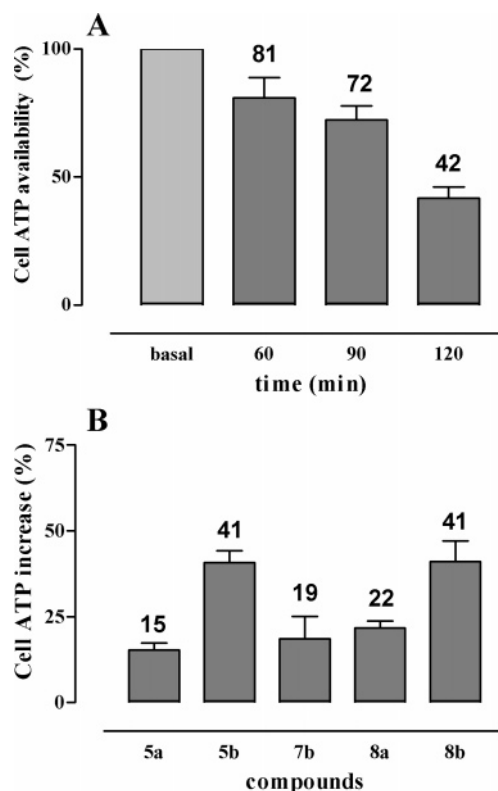 A
Cell ATP availability (%)
100
50
0
81
72
42
basal 60 90 120
time (min)
B
Cell ATP increase (%)
75
50
25
0
15
41
19
22
41
5a 5b 7b 8a 8b
compounds